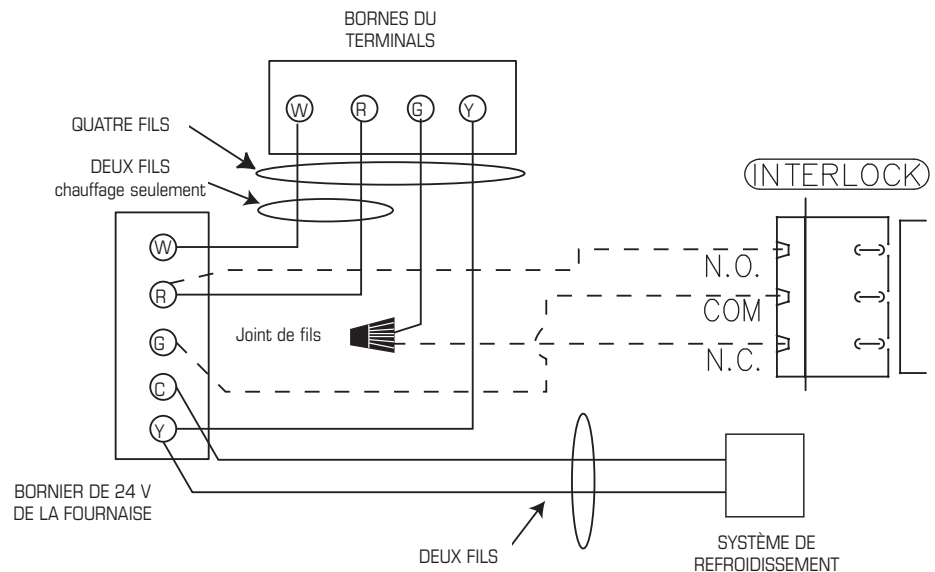 BORNES DU
TERMINALS
W R G Y
QUATRE FILS
DEUX FILS
chauffage seulement
INTERLOCK
W
R
G
C
Y
N.O.
COM
N.C.
Joint de fils
BORNIER DE 24 V
DE LA FOURNAISE
DEUX FILS
SYSTÈME DE
REFROIDISSEMENT